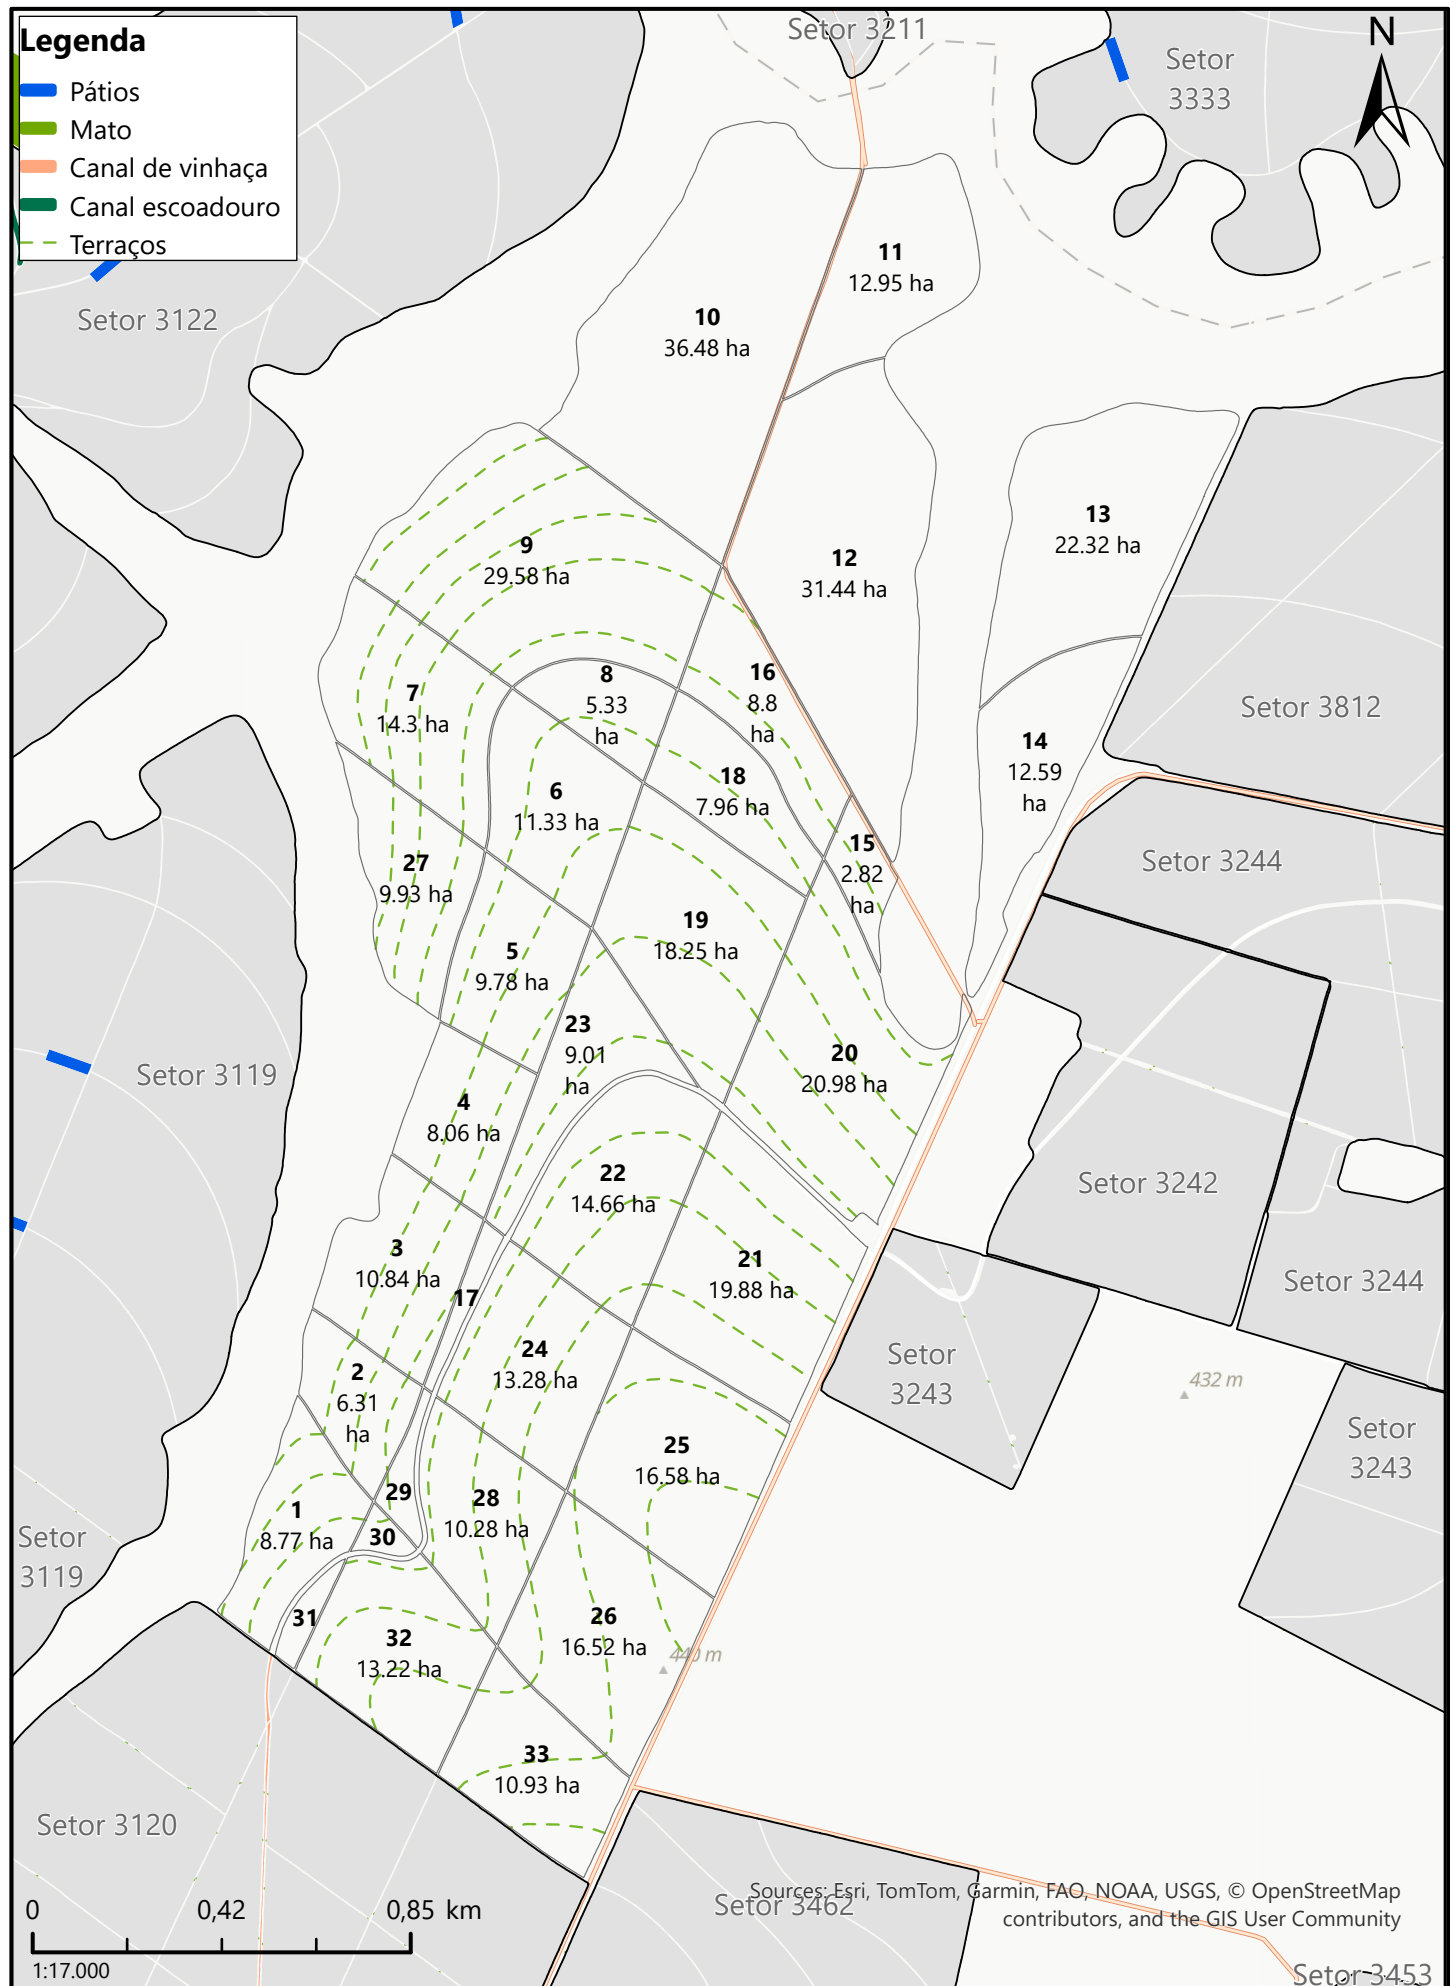 Setor 3211
N
Legenda
Pátios
Mato
Canal de vinhaça
Canal escoadouro
Terraços
Setor
3333
Setor 3122
11
12.95 ha
10
36.48 ha
13
22.32 ha
9
29.58 ha
12
31.44 ha
7
14.3 ha
8
5.33
ha
16
8.8
ha
Setor 3812
14
12.59
ha
6
11.33 ha
18
7.96 ha
15
2.82
ha
27
9.93 ha
Setor 3244
19
18.25 ha
5
9.78 ha
23
9.01
ha
20
20.98 ha
Setor 3119
4
8.06 ha
22
14.66 ha
Setor 3242
3
10.84 ha
21
19.88 ha
Setor 3244
17
24
13.28 ha
Setor
3243
432 m
2
6.31
ha
25
16.58 ha
Setor
3243
29
28
10.28 ha
1
8.77 ha
30
Setor
3119
31
26
16.52 ha
32
13.22 ha
440 m
33
10.93 ha
Setor 3120
Setor 3462
Sources: Esri, TomTom, Garmin, FAO, NOAA, USGS, © OpenStreetMap
contributors, and the GIS User Community
0 0,42 0,85 km
1:17.000
Setor 3453